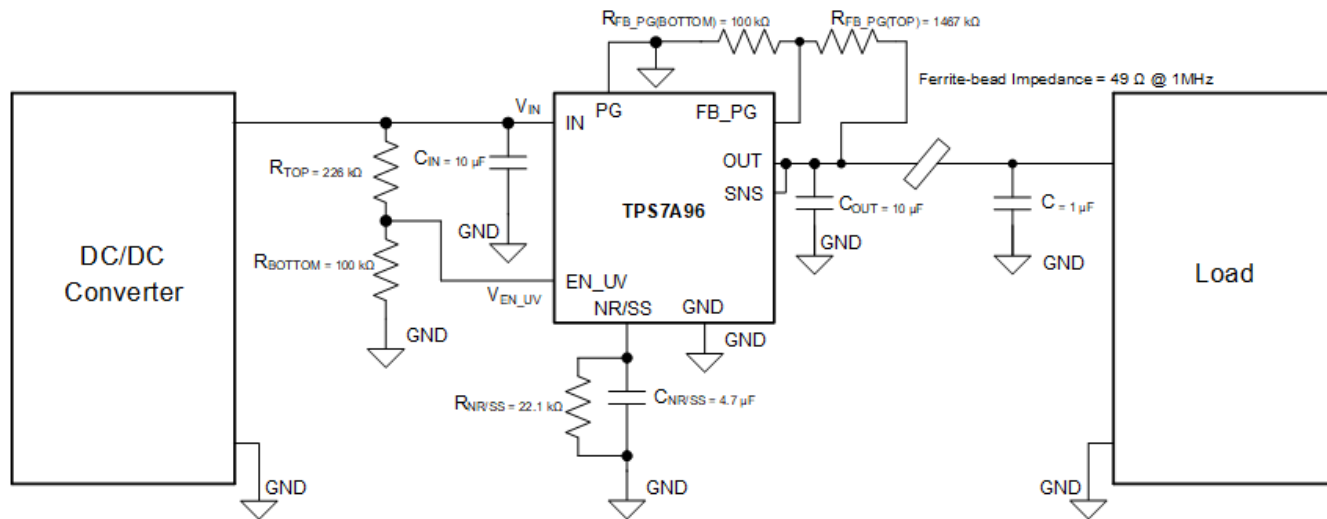 RFB_PG(BOTTOM) = 100 kΩ
RFB_PG(TOP) = 1467 kΩ
Ferrite-bead Impedance = 49 Ω @ 1MHz
VIN
IN
PG
FB_PG
RTOP = 226 kΩ
CIN = 10 µF
OUT
SNS
TPS7A96
COUT = 10 µF
C = 1 µF
GND
GND
GND
DC/DC
Converter
RBOTTOM = 100 kΩ
Load
VEN_UV
EN_UV
NR/SS
GND
GND
GND
RNR/SS = 22.1 kΩ
CNR/SS = 4.7 µF
GND
GND
GND